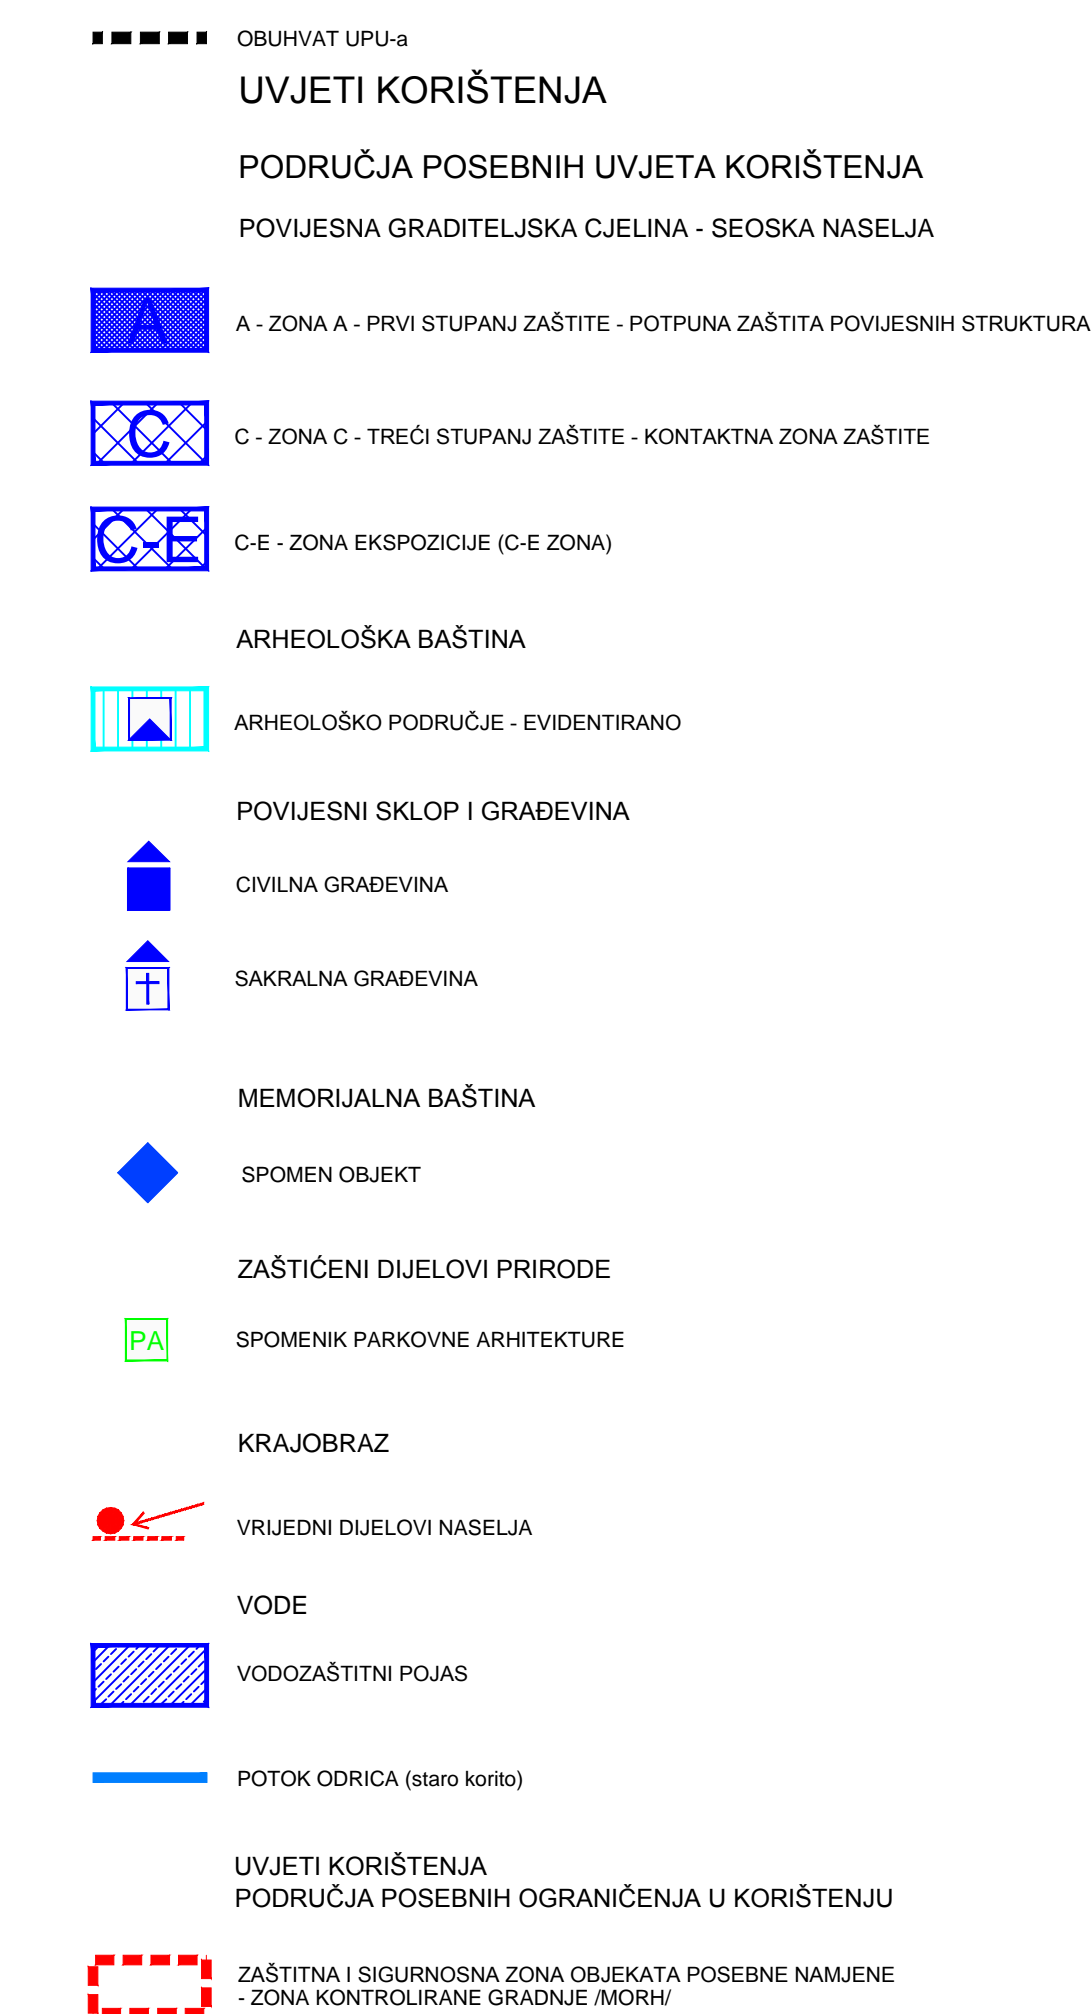 OBUHVAT UPU-a
UVJETI KORIŠTENJA
PODRUČJA POSEBNIH UVJETA KORIŠTENJA
POVIJESNA GRADITELJSKA CJELINA - SEOSKA NASELJA
A
A - ZONA A - PRVI STUPANJ ZAŠTITE - POTPUNA ZAŠTITA POVIJESNIH STRUKTURA
C
C - ZONA C - TREĆI STUPANJ ZAŠTITE - KONTAKTNA ZONA ZAŠTITE
C-E
C-E - ZONA EKSPOZICIJE (C-E ZONA)
ARHEOLOŠKA BAŠTINA
ARHEOLOŠKO PODRUČJE - EVIDENTIRANO
POVIJESNI SKLOP I GRAĐEVINA
CIVILNA GRAĐEVINA
SAKRALNA GRAĐEVINA
MEMORIJALNA BAŠTINA
SPOMEN OBJEKT
ZAŠTIĆENI DIJELOVI PRIRODE
PA
SPOMENIK PARKOVNE ARHITEKTURE
KRAJOBRAZ
VRIJEDNI DIJELOVI NASELJA
VODE
VODOZAŠTITNI POJAS
POTOK ODRICA (staro korito)
UVJETI KORIŠTENJA
PODRUČJA POSEBNIH OGRANIČENJA U KORIŠTENJU
ZAŠTITNA I SIGURNOSNA ZONA OBJEKATA POSEBNE NAMJENE
- ZONA KONTROLIRANE GRADNJE /MORH/